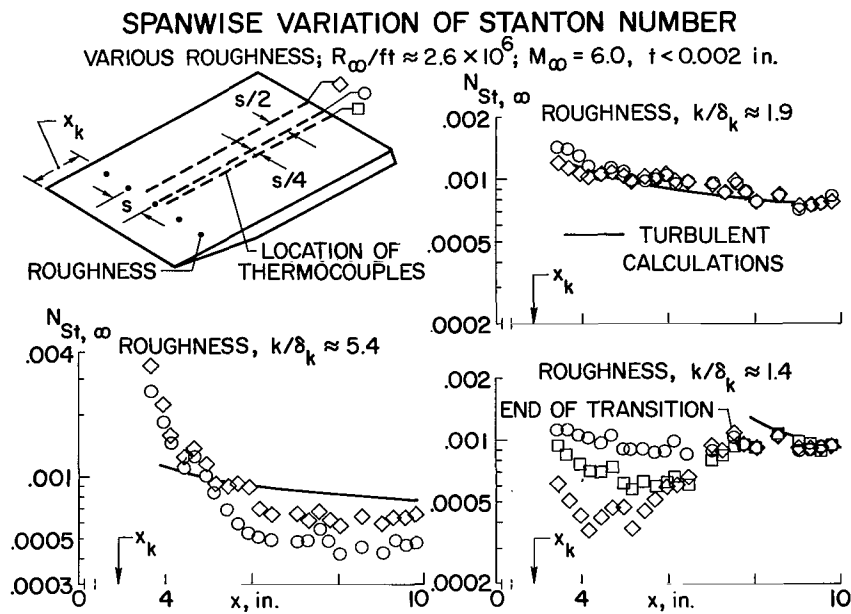 SPANWISE VARIATION OF STANTON NUMBER
VARIOUS ROUGHNESS; R∞/ft ≈ 2.6 × 10⁶; M∞ = 6.0, t < 0.002 in.
x_k
s/2
s/4
s
ROUGHNESS
LOCATION OF
THERMOCOUPLES
N_St, ∞
ROUGHNESS, k/δ_k ≈ 1.9
.002
.001
.0005
.0002
TURBULENT
CALCULATIONS
x_k
N_St, ∞
ROUGHNESS, k/δ_k ≈ 5.4
.004
.001
.0005
.0003
x_k
0
4
10
x, in.
ROUGHNESS, k/δ_k ≈ 1.4
END OF TRANSITION
.002
.001
.0005
.0002
x_k
0
4
10
x, in.